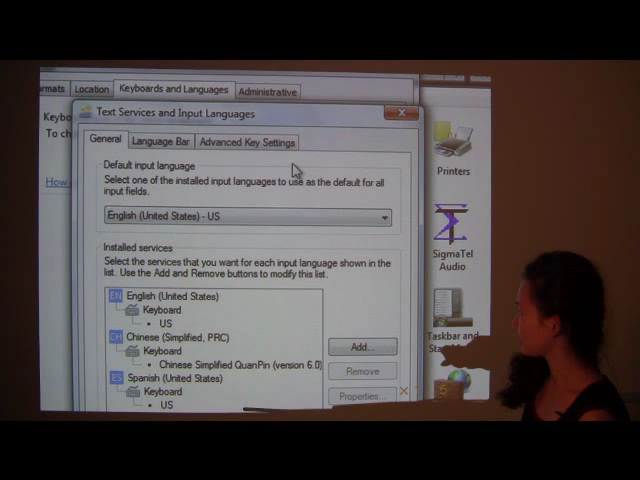 Location
Keyboards and Languages
Administrative
Keybo
To ch
How
Text Services and Input Languages
General
Language Bar
Advanced Key Settings
Default input language
Select one of the installed input languages to use as the default for all
input fields.
English (United States) - US
Installed services
Select the services that you want for each input language shown in the
list. Use the Add and Remove buttons to modify this list.
EN English (United States)
Keyboard
US
CH Chinese (Simplified, PRC)
Keyboard
Chinese Simplified QuanPin (version 6.0)
ES Spanish (United States)
Keyboard
US
Add...
Remove
Properties...
Printers
SigmaTel
Audio
Taskbar and